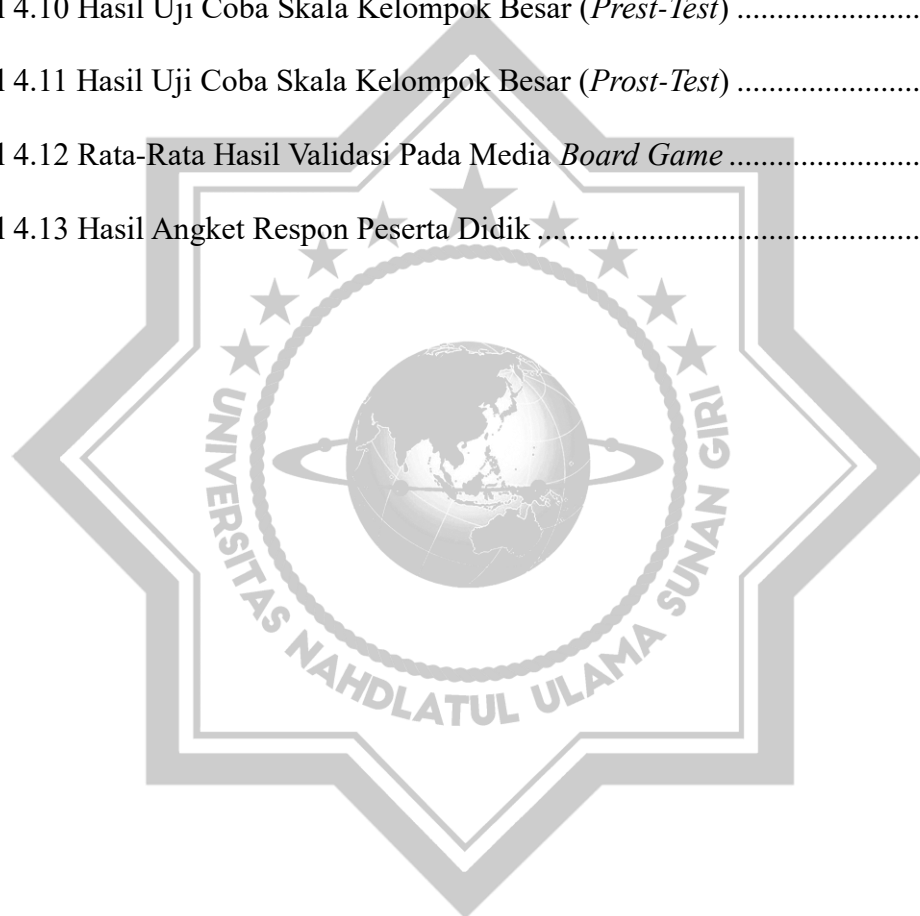 l 4.10 Hasil Uji Coba Skala Kelompok Besar (Prest-Test) ....................
l 4.11 Hasil Uji Coba Skala Kelompok Besar (Prost-Test) ....................
l 4.12 Rata-Rata Hasil Validasi Pada Media Board Game .....................
l 4.13 Hasil Angket Respon Peserta Didik .........................................
UNIVERSITAS NAHDLATUL ULAMA SUNAN GIRI